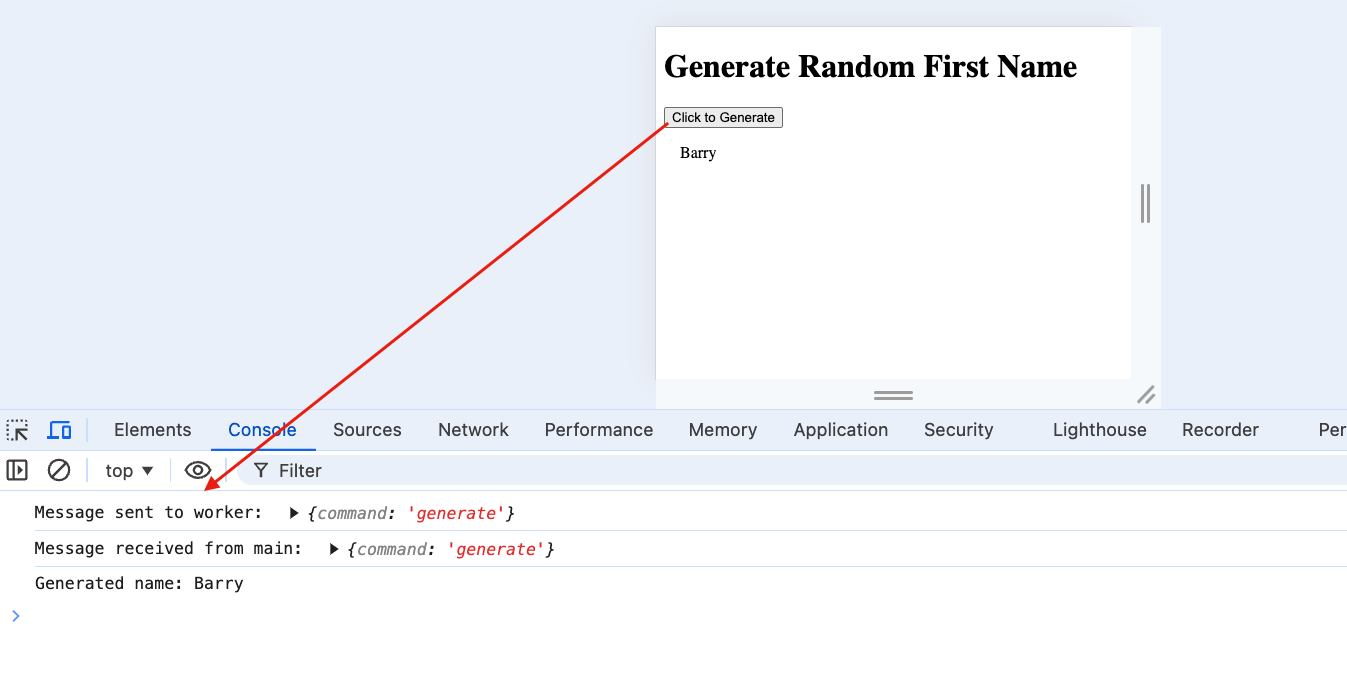 Generate Random First Name
Click to Generate
Barry
Elements Console Sources Network Performance Memory Application Security Lighthouse Recorder Per
top Filter
Message sent to worker: {command: 'generate'}
Message received from main: {command: 'generate'}
Generated name: Barry